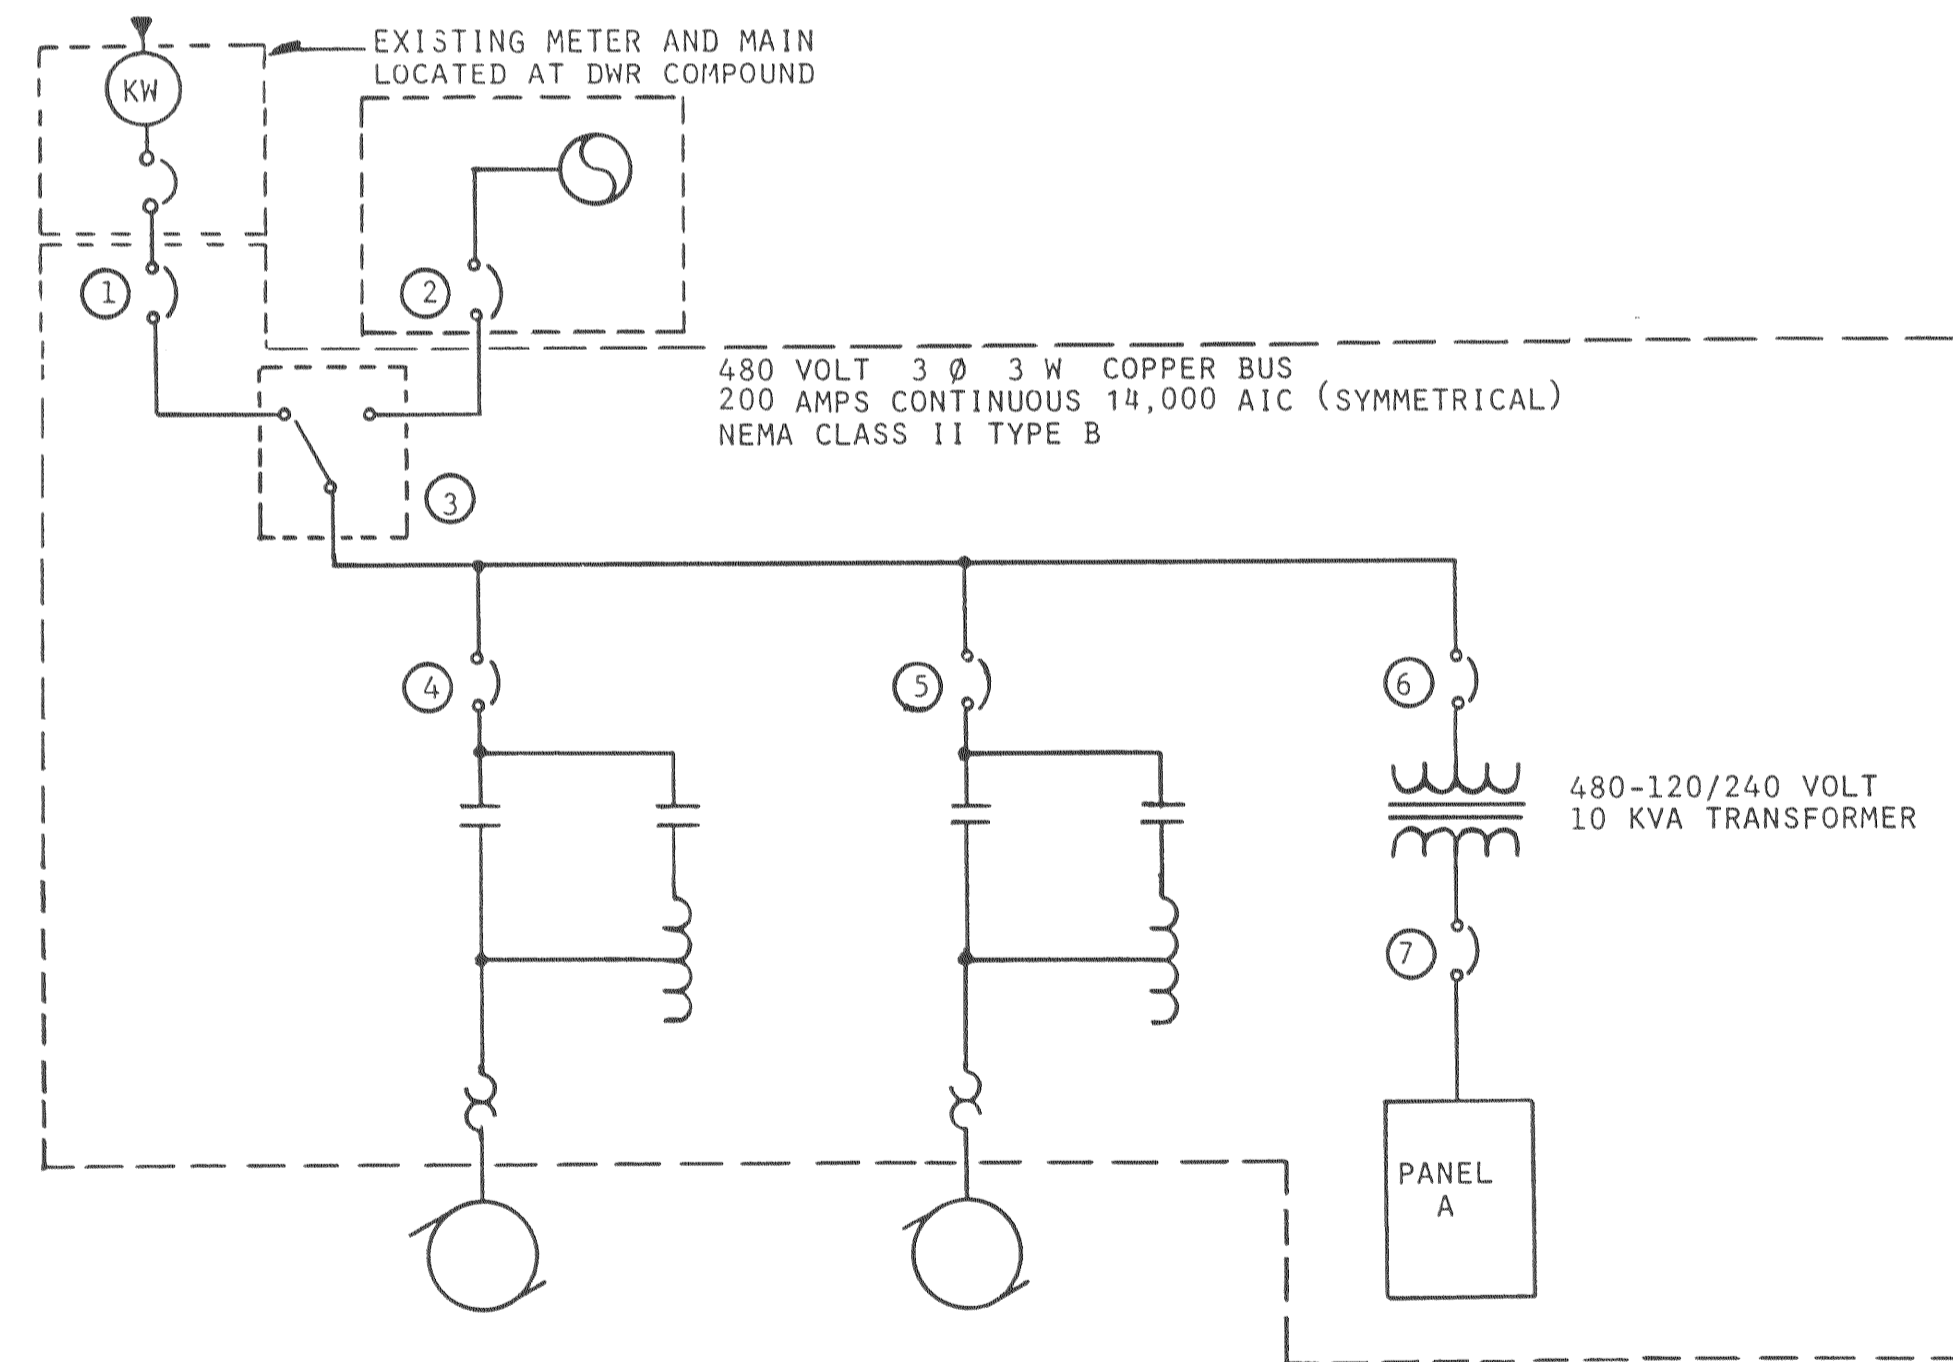 EXISTING METER AND MAIN
LOCATED AT DWR COMPOUND
KW
1
2
480 VOLT 3 Ø 3 W COPPER BUS
200 AMPS CONTINUOUS 14,000 AIC (SYMMETRICAL)
NEMA CLASS II TYPE B
3
4
5
6
480-120/240 VOLT
10 KVA TRANSFORMER
7
PANEL
A